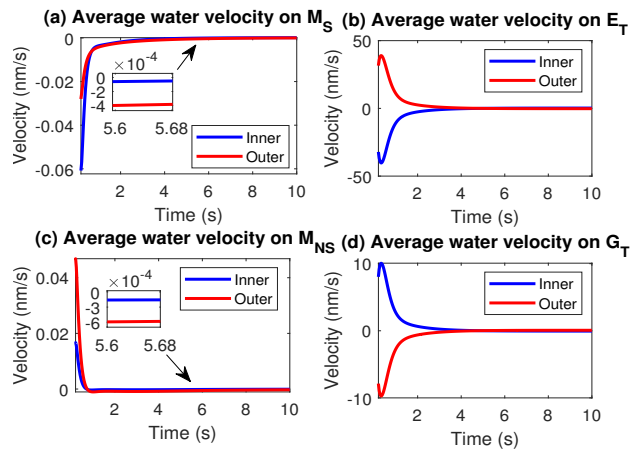 (a) Average water velocity on M_S
Velocity (nm/s)
0
-0.02
-0.04
-0.06
× 10^-4
0
-2
-4
5.6
5.68
Inner
Outer
2
4
6
8
10
Time (s)
(b) Average water velocity on E_T
Velocity (nm/s)
50
0
-50
Inner
Outer
2
4
6
8
10
Time (s)
(c) Average water velocity on M_NS
Velocity (nm/s)
0.04
0.02
0
× 10^-4
0
-3
-6
5.6
5.68
Inner
Outer
2
4
6
8
10
Time (s)
(d) Average water velocity on G_T
Velocity (nm/s)
10
0
-10
Inner
Outer
2
4
6
8
10
Time (s)